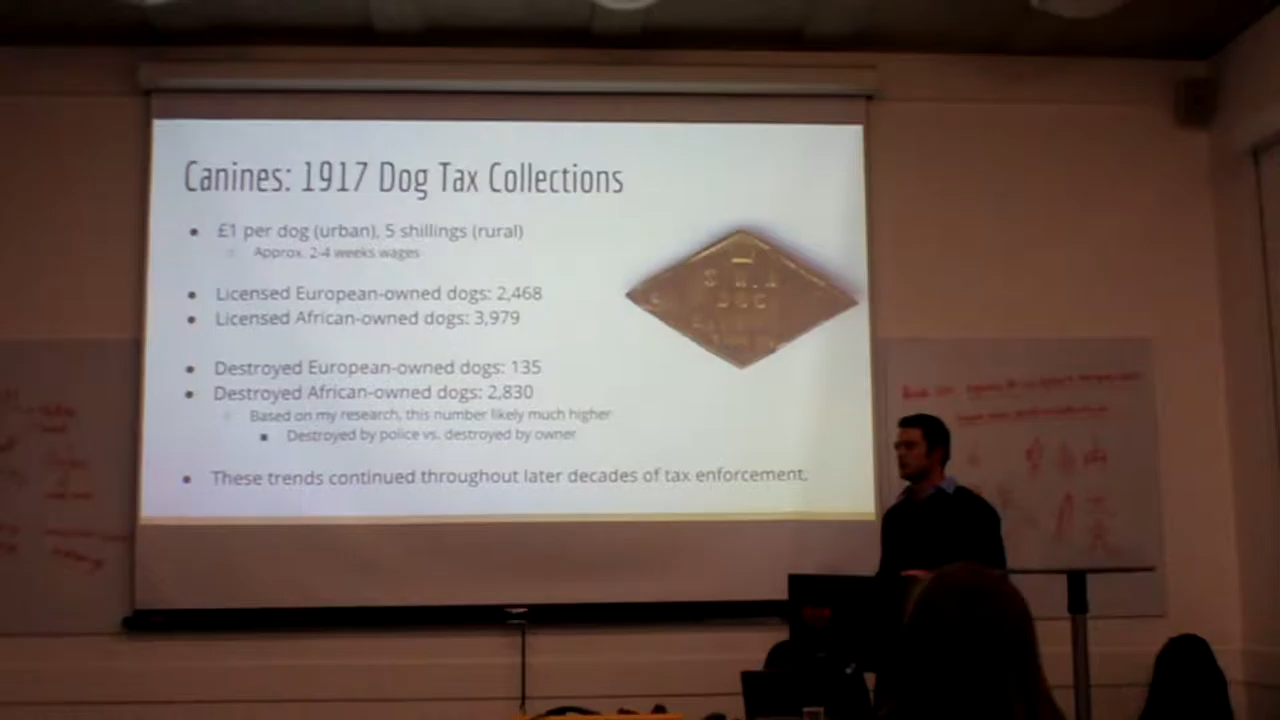 Canines: 1917 Dog Tax Collections
£1 per dog (urban), 5 shillings (rural)
Approx. 2-4 weeks wages
Licensed European-owned dogs: 2,468
Licensed African-owned dogs: 3,979
Destroyed European-owned dogs: 135
Destroyed African-owned dogs: 2,830
Based on my research, this number likely much higher
Destroyed by police vs. destroyed by owner
These trends continued throughout later decades of tax enforcement.